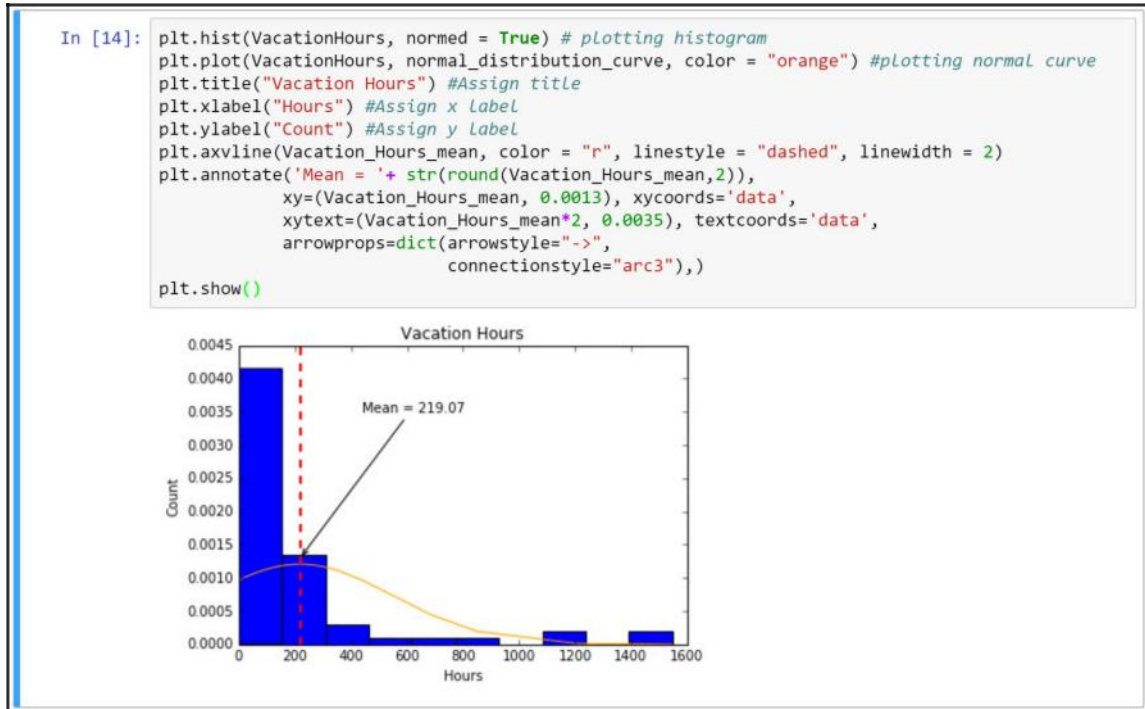 In [14]: plt.hist(VacationHours, normed = True) # plotting histogram
plt.plot(VacationHours, normal_distribution_curve, color = "orange") #plotting normal curve
plt.title("Vacation Hours") #Assign title
plt.xlabel("Hours") #Assign x label
plt.ylabel("Count") #Assign y label
plt.axvline(Vacation_Hours_mean, color = "r", linestyle = "dashed", linewidth = 2)
plt.annotate('Mean = '+ str(round(Vacation_Hours_mean,2)),
xy=(Vacation_Hours_mean, 0.0013), xycoords='data',
xytext=(Vacation_Hours_mean*2, 0.0035), textcoords='data',
arrowprops=dict(arrowstyle="->",
connectionstyle="arc3"),)
plt.show()
Vacation Hours
0.0045
0.0040
0.0035
0.0030
0.0025
0.0020
0.0015
0.0010
0.0005
0.0000
Count
Mean = 219.07
0 200 400 600 800 1000 1200 1400 1600
Hours